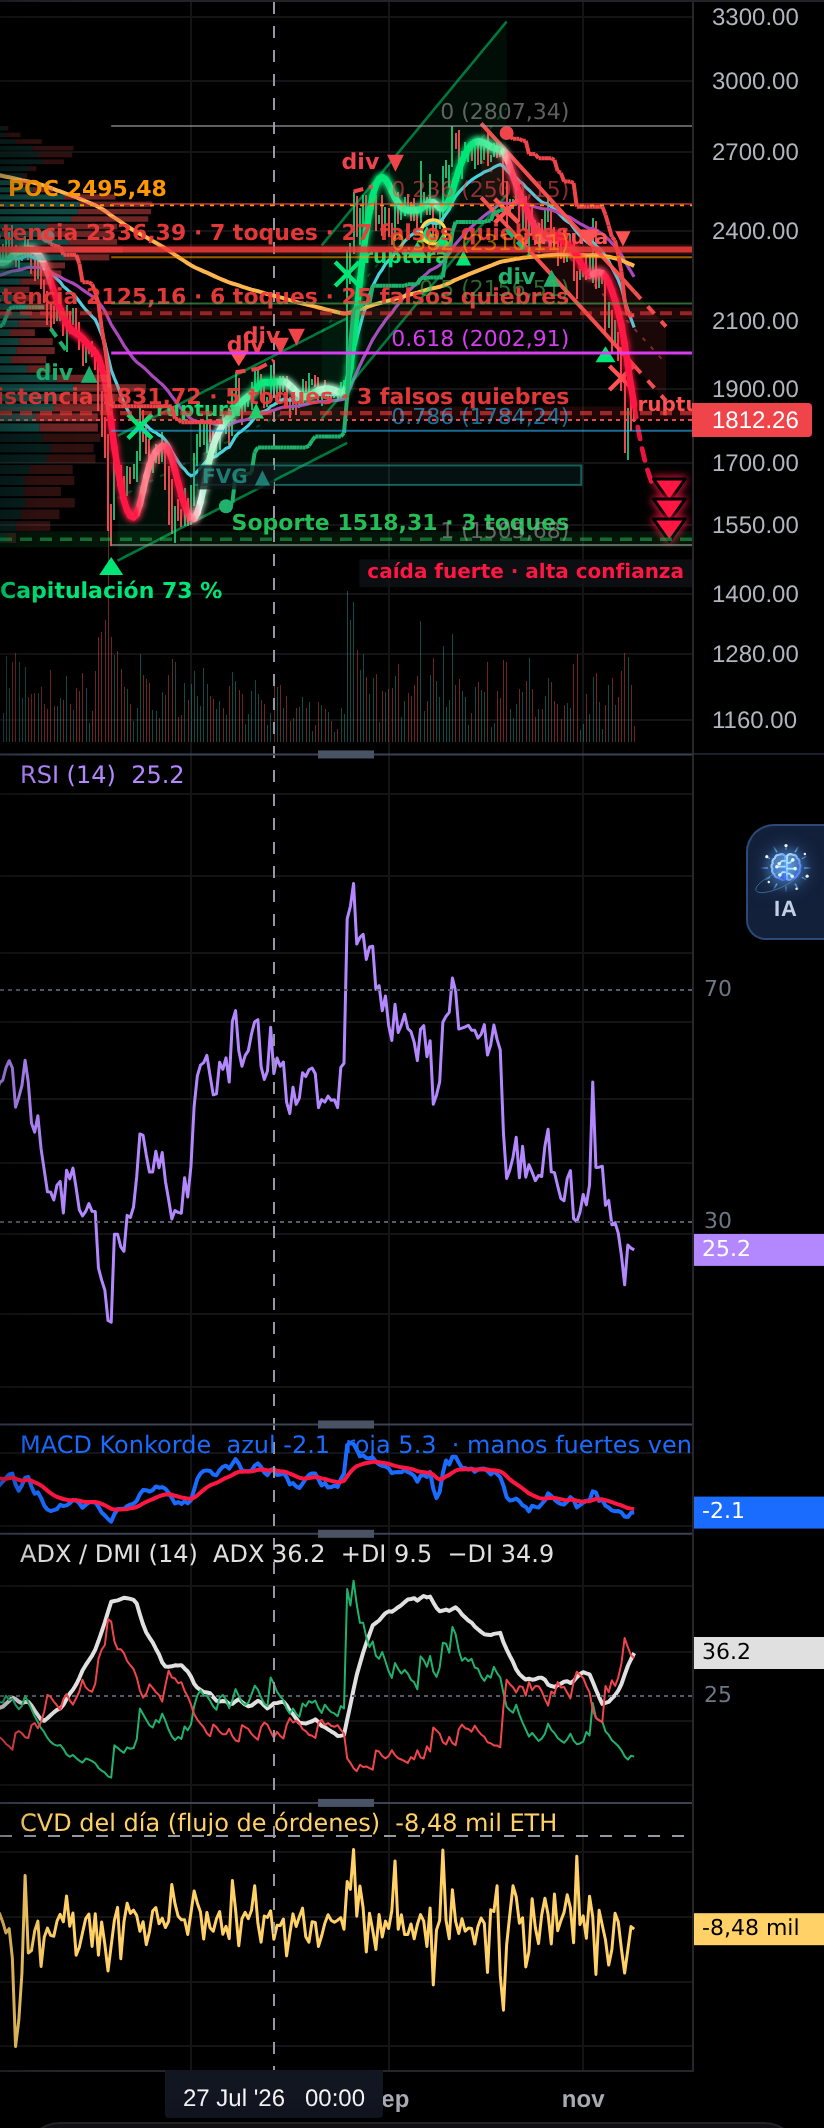 3300.00
3000.00
0 (2807,34)
2700.00
div
POC 2495,48
2400.00
tencia 2336,39 · 7 toques · 27 falsos quiebres
ruptura
div
tencia 2125,16 · 6 toques · 25 falsos quiebres
2100.00
div
div
0.618 (2002,91)
div
1900.00
istencia 1831,72 · 5 toques · 3 falsos quiebres
ruptura
0.786 (1784,24)
ruptu
1812.26
FVG ▲
1700.00
Soporte 1518,31 · 3 toques
1 (1509,68)
1550.00
caída fuerte · alta confianza
Capitulación 73 %
1400.00
1280.00
1160.00
RSI (14) 25.2
IA
70
30
25.2
MACD Konkorde azul -2.1 roja 5.3 · manos fuertes ven
-2.1
ADX / DMI (14) ADX 36.2 +DI 9.5 −DI 34.9
36.2
25
CVD del día (flujo de órdenes) -8,48 mil ETH
-8,48 mil
27 Jul '26 00:00
ep
nov